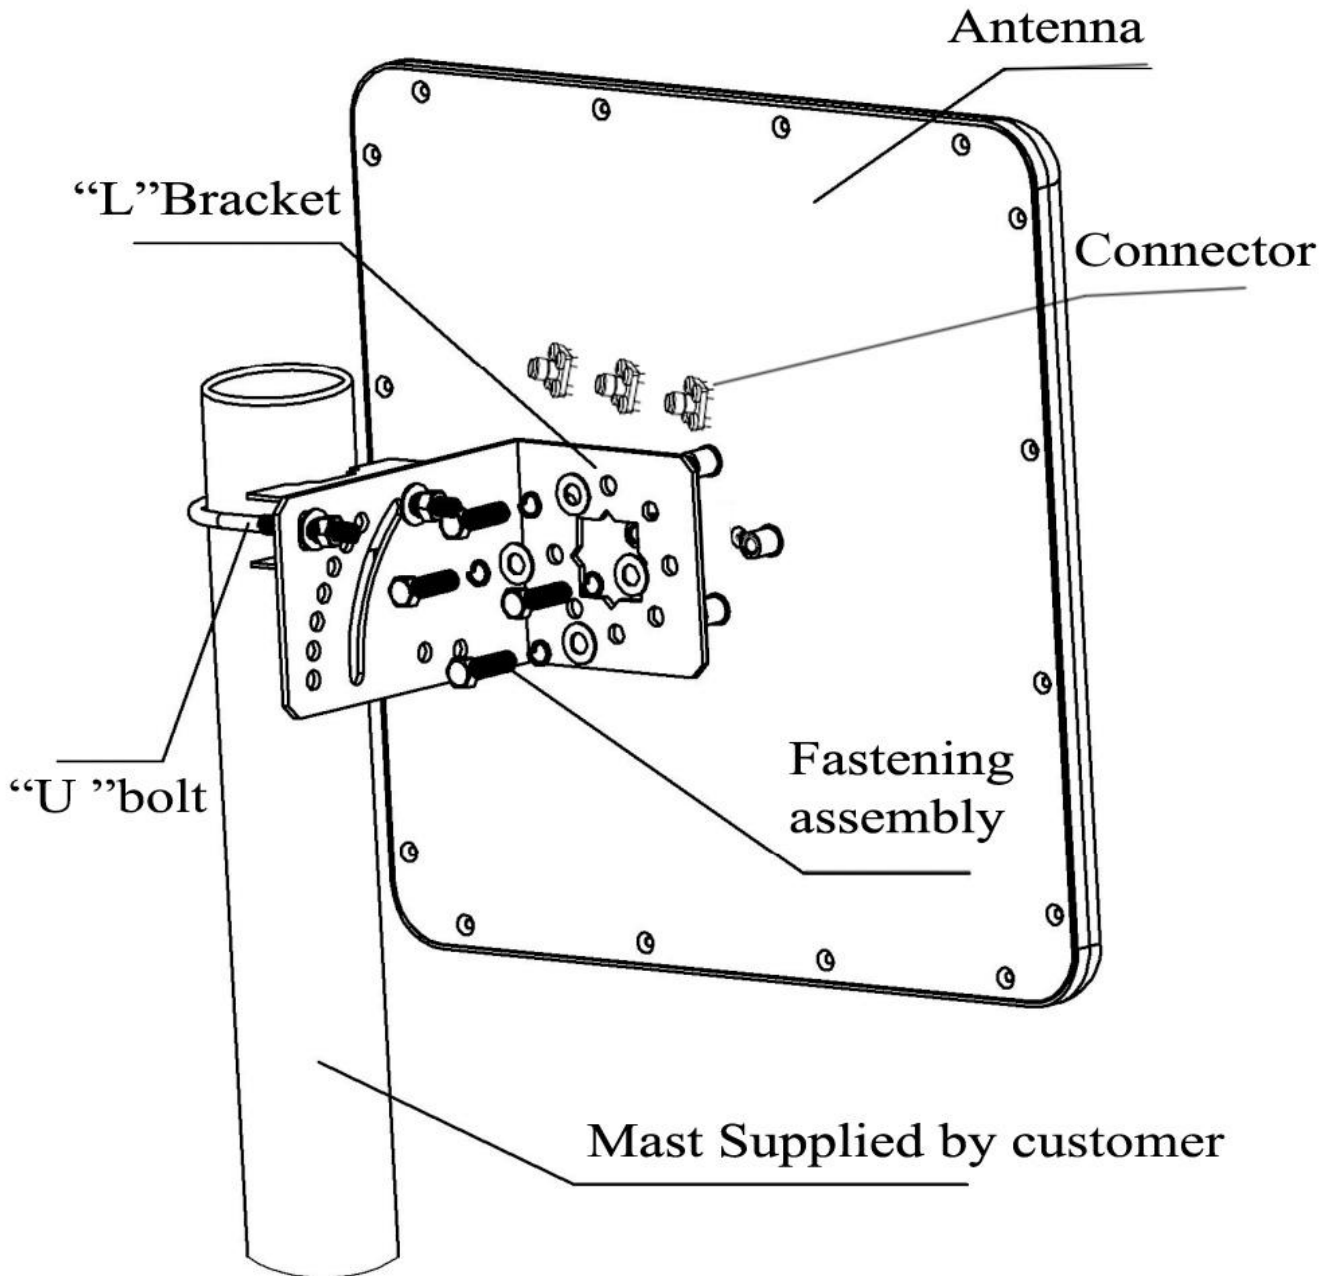 Antenna
“L”Bracket
Connector
“U ”bolt
Fastening
assembly
Mast Supplied by customer